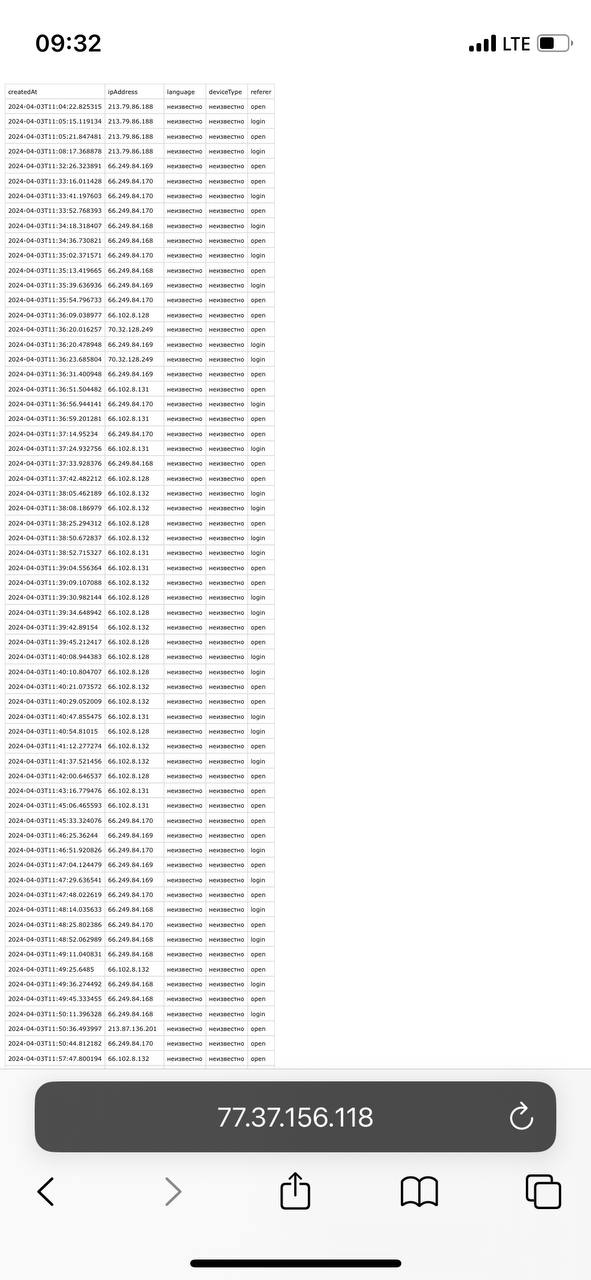 09:32
LTE
createdAt ipAddress language deviceType referer
2024-04-03T11:04:22.825315 213.79.86.188 неизвестно неизвестно open
2024-04-03T11:05:15.119134 213.79.86.188 неизвестно неизвестно login
2024-04-03T11:05:21.847481 213.79.86.188 неизвестно неизвестно open
2024-04-03T11:08:17.368878 213.79.86.188 неизвестно неизвестно login
2024-04-03T11:32:26.323891 66.249.84.169 неизвестно неизвестно open
2024-04-03T11:33:16.011428 66.249.84.170 неизвестно неизвестно open
2024-04-03T11:33:41.197603 66.249.84.170 неизвестно неизвестно login
2024-04-03T11:33:52.768393 66.249.84.170 неизвестно неизвестно open
2024-04-03T11:34:18.318407 66.249.84.168 неизвестно неизвестно login
2024-04-03T11:34:36.730821 66.249.84.168 неизвестно неизвестно open
2024-04-03T11:35:02.371571 66.249.84.170 неизвестно неизвестно login
2024-04-03T11:35:13.419665 66.249.84.168 неизвестно неизвестно open
2024-04-03T11:35:39.636936 66.249.84.169 неизвестно неизвестно login
2024-04-03T11:35:54.796733 66.249.84.170 неизвестно неизвестно open
2024-04-03T11:36:09.038977 66.102.8.128 неизвестно неизвестно open
2024-04-03T11:36:20.016257 70.32.128.249 неизвестно неизвестно open
2024-04-03T11:36:20.478948 66.249.84.169 неизвестно неизвестно login
2024-04-03T11:36:23.685804 70.32.128.249 неизвестно неизвестно login
2024-04-03T11:36:31.400948 66.249.84.169 неизвестно неизвестно open
2024-04-03T11:36:51.504482 66.102.8.131 неизвестно неизвестно open
2024-04-03T11:36:56.944141 66.249.84.170 неизвестно неизвестно login
2024-04-03T11:36:59.201281 66.102.8.131 неизвестно неизвестно open
2024-04-03T11:37:14.95234 66.249.84.170 неизвестно неизвестно open
2024-04-03T11:37:24.932756 66.102.8.131 неизвестно неизвестно login
2024-04-03T11:37:33.928376 66.249.84.168 неизвестно неизвестно open
2024-04-03T11:37:42.482212 66.102.8.128 неизвестно неизвестно open
2024-04-03T11:38:05.462189 66.102.8.132 неизвестно неизвестно login
2024-04-03T11:38:08.186979 66.102.8.132 неизвестно неизвестно open
2024-04-03T11:38:25.294312 66.102.8.128 неизвестно неизвестно open
2024-04-03T11:38:50.672837 66.102.8.132 неизвестно неизвестно login
2024-04-03T11:38:52.715327 66.102.8.131 неизвестно неизвестно login
2024-04-03T11:39:04.556364 66.102.8.131 неизвестно неизвестно open
2024-04-03T11:39:09.107088 66.102.8.132 неизвестно неизвестно open
2024-04-03T11:39:30.982144 66.102.8.128 неизвестно неизвестно login
2024-04-03T11:39:34.648942 66.102.8.128 неизвестно неизвестно login
2024-04-03T11:39:42.89154 66.102.8.132 неизвестно неизвестно open
2024-04-03T11:39:45.212417 66.102.8.128 неизвестно неизвестно open
2024-04-03T11:40:08.944383 66.102.8.128 неизвестно неизвестно login
2024-04-03T11:40:10.804707 66.102.8.128 неизвестно неизвестно login
2024-04-03T11:40:21.073572 66.102.8.132 неизвестно неизвестно open
2024-04-03T11:40:29.052009 66.102.8.132 неизвестно неизвестно open
2024-04-03T11:40:47.855475 66.102.8.131 неизвестно неизвестно login
2024-04-03T11:40:54.81015 66.102.8.128 неизвестно неизвестно login
2024-04-03T11:41:12.277274 66.102.8.132 неизвестно неизвестно open
2024-04-03T11:41:37.521456 66.102.8.132 неизвестно неизвестно login
2024-04-03T11:42:00.646537 66.102.8.128 неизвестно неизвестно open
2024-04-03T11:43:16.779476 66.102.8.131 неизвестно неизвестно open
2024-04-03T11:45:06.465593 66.102.8.131 неизвестно неизвестно open
2024-04-03T11:45:33.324076 66.249.84.170 неизвестно неизвестно open
2024-04-03T11:46:25.36244 66.249.84.169 неизвестно неизвестно open
2024-04-03T11:46:51.920826 66.249.84.170 неизвестно неизвестно login
2024-04-03T11:47:04.124479 66.249.84.169 неизвестно неизвестно open
2024-04-03T11:47:29.636541 66.249.84.169 неизвестно неизвестно login
2024-04-03T11:47:48.022619 66.249.84.170 неизвестно неизвестно open
2024-04-03T11:48:14.035633 66.249.84.168 неизвестно неизвестно login
2024-04-03T11:48:25.802386 66.249.84.170 неизвестно неизвестно open
2024-04-03T11:48:52.062989 66.249.84.168 неизвестно неизвестно login
2024-04-03T11:49:11.040831 66.249.84.168 неизвестно неизвестно open
2024-04-03T11:49:25.6485 66.102.8.132 неизвестно неизвестно open
2024-04-03T11:49:36.274492 66.249.84.168 неизвестно неизвестно login
2024-04-03T11:49:45.333455 66.249.84.168 неизвестно неизвестно open
2024-04-03T11:50:11.396328 66.249.84.168 неизвестно неизвестно login
2024-04-03T11:50:36.493997 213.87.136.201 неизвестно неизвестно open
2024-04-03T11:50:44.812182 66.249.84.170 неизвестно неизвестно open
2024-04-03T11:57:47.800194 66.102.8.132 неизвестно неизвестно open
77.37.156.118